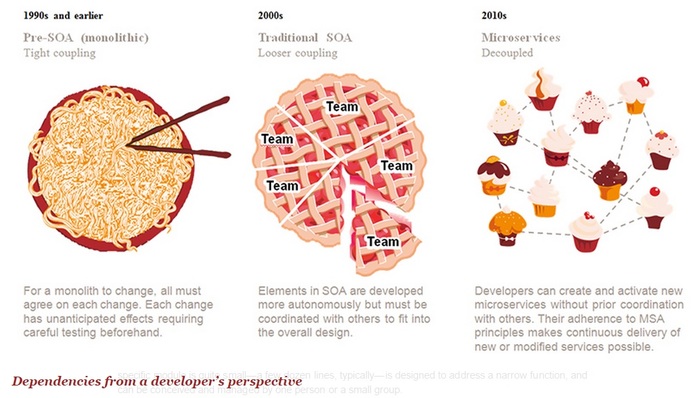 1990s and earlier
Pre-SOA (monolithic)
Tight coupling
2000s
Traditional SOA
Looser coupling
2010s
Microservices
Decoupled
Team
Team
Team
Team
Team
For a monolith to change, all must
agree on each change. Each change
has unanticipated effects requiring
careful testing beforehand.
Elements in SOA are developed
more autonomously but must be
coordinated with others to fit into
the overall design.
Developers can create and activate new
microservices without prior coordination
with others. Their adherence to MSA
principles makes continuous delivery of
new or modified services possible.
specific module is quite small—a few dozen lines, typically—is designed to address a narrow function, and
Dependencies from a developer's perspective
can be conceived and managed by one person or a small group.